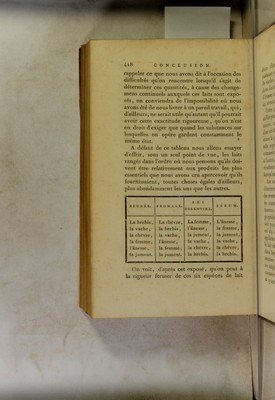 418 CONCLUSION.
rappeler ce que nous avons dit à l'occasion des
difficultés qu'on rencontre lorsqu'il s'agit de
déterminer ces quantités, à cause des change-
mens continuels auxquels ces laits sont expo-
sés, on conviendra de l'impossibilité où nous
avons été de nous livrer à un pareil travail, qui,
d'ailleurs, ne seroit utile qu'autant qu'il pourroit
avoir cette exactitude rigoureuse, qu'on n'est
en droit d'exiger que quand les substances sur
lesquelles on opère gardent constamment le
même état.
A défaut de ce tableau nous allons essayer
d'offrir, sous un seul point de vue, les laits
rangés dans l'ordre où nous pensons qu'ils doi-
vent être relativement aux produits les plus
essentiels que nous avons cru apercevoir qu'ils
fournissoient, toutes choses égales d'ailleurs,
plus abondamment les uns que les autres.
BEURRE. FROMAGE. SEL ESSENTIEL. SERUM.
La brebis, La chèvre, La femme, L'ânesse,
la vache, la brebis, l'ânesse, la femme,
la chèvre, la vache, la jument, la jument,
la femme, l'ânesse, la vache, la vache,
l'ânesse, la femme, la chèvre, la chèvre,
la jument. la jument. la brebis. la brebis.
On voit, d'après cet exposé, qu'on peut à
la rigueur former de ces six espèces de lait